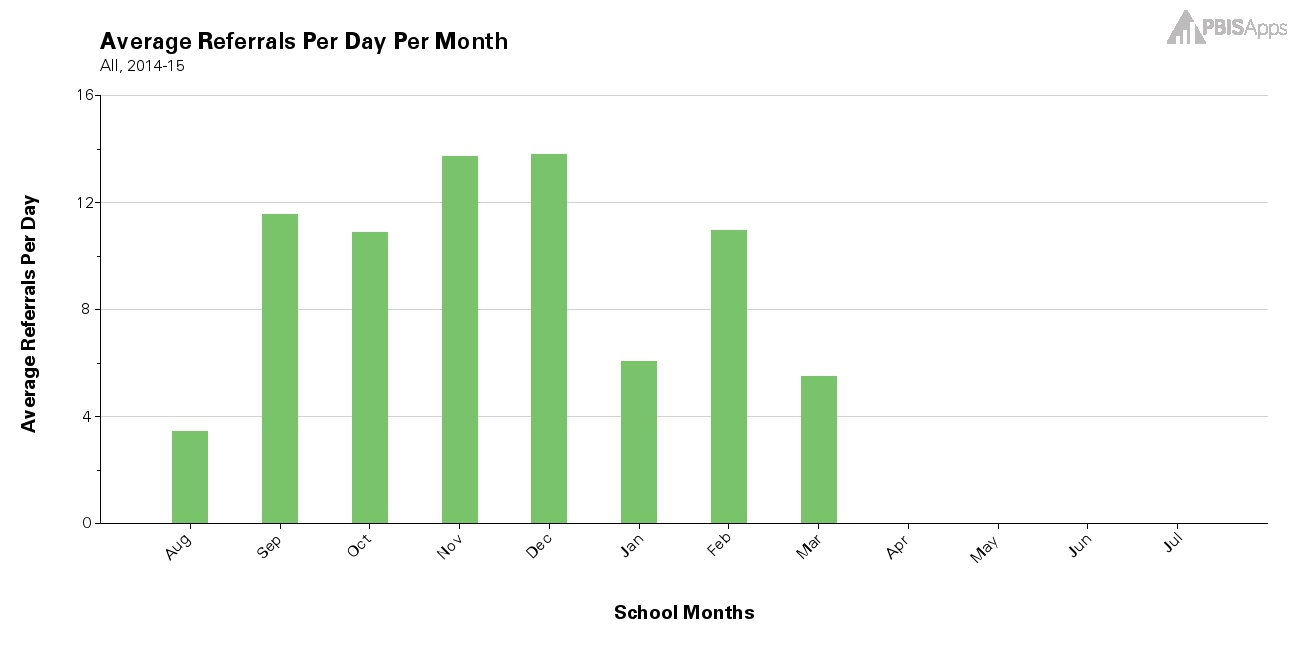 PBISApps
Average Referrals Per Day Per Month
All, 2014-15
16
12
8
4
0
Average Referrals Per Day
Aug
Sep
Oct
Nov
Dec
Jan
Feb
Mar
Apr
May
Jun
Jul
School Months